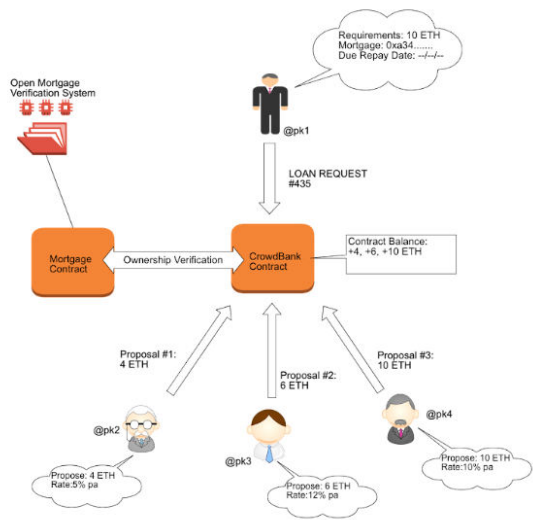 Requirements: 10 ETH
Mortgage: 0xa34.......
Due Repay Date: --/--/--
Open Mortgage
Verification System
@pk1
LOAN REQUEST
#435
Mortgage
Contract
Ownership Verification
CrowdBank
Contract
Contract Balance:
+4, +6, +10 ETH
Proposal #1:
4 ETH
Proposal #2:
6 ETH
Proposal #3:
10 ETH
@pk2
@pk3
@pk4
Propose: 4 ETH
Rate:5% pa
Propose: 6 ETH
Rate:12% pa
Propose: 10 ETH
Rate:10% pa